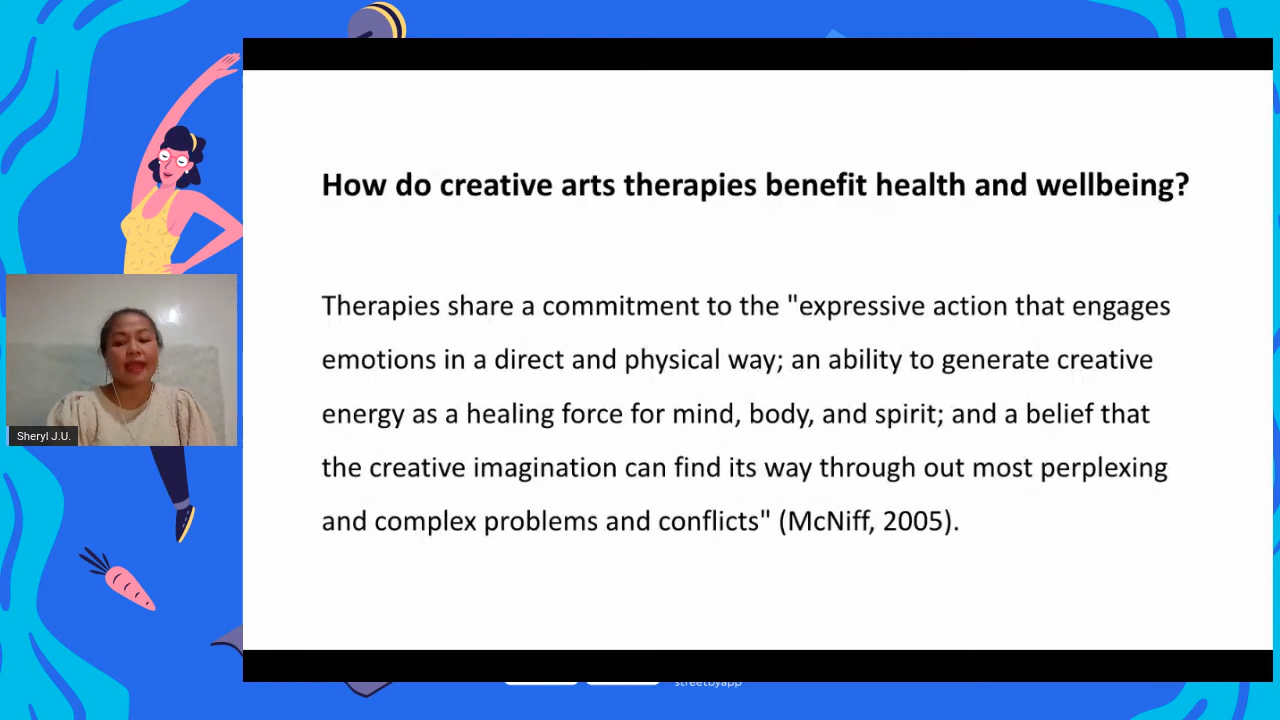 How do creative arts therapies benefit health and wellbeing?
Therapies share a commitment to the "expressive action that engages
emotions in a direct and physical way; an ability to generate creative
energy as a healing force for mind, body, and spirit; and a belief that
the creative imagination can find its way through out most perplexing
and complex problems and conflicts" (McNiff, 2005).
Sheryl J.U.
streetbyapp